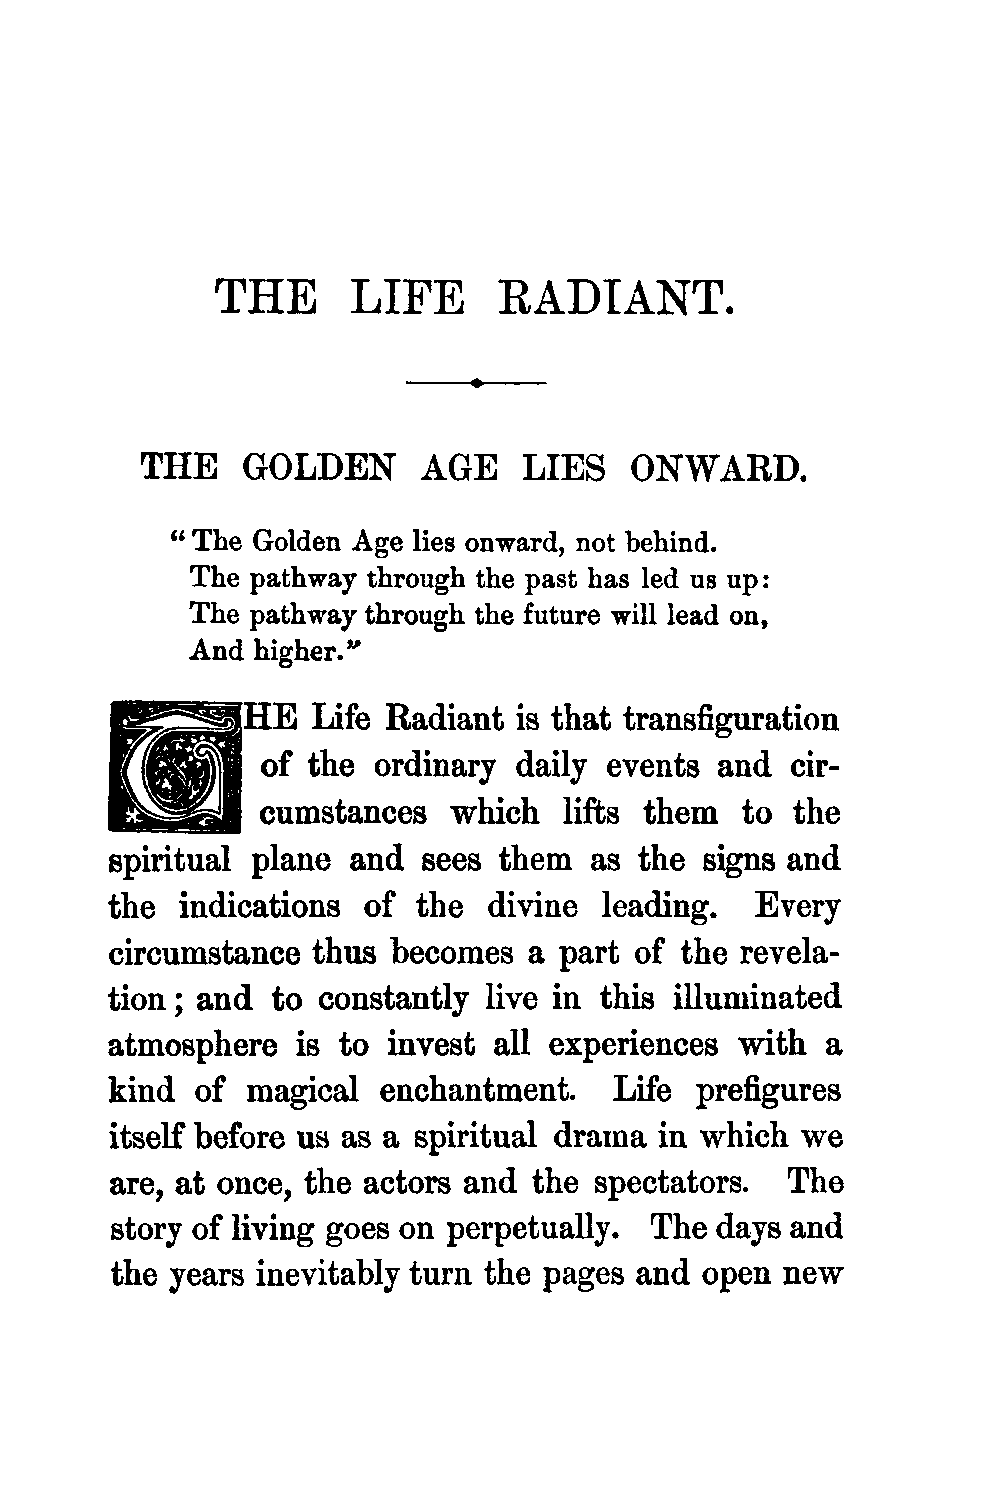 THE LIFE RADIANT.
THE GOLDEN AGE LIES ONWARD.
“The Golden Age lies onward, not behind.
The pathway through the past has led us up:
The pathway through the future will lead on,
And higher.”
THE Life Radiant is that transfiguration
of the ordinary daily events and cir-
cumstances which lifts them to the
spiritual plane and sees them as the signs and
the indications of the divine leading. Every
circumstance thus becomes a part of the revela-
tion; and to constantly live in this illuminated
atmosphere is to invest all experiences with a
kind of magical enchantment. Life prefigures
itself before us as a spiritual drama in which we
are, at once, the actors and the spectators. The
story of living goes on perpetually. The days and
the years inevitably turn the pages and open new